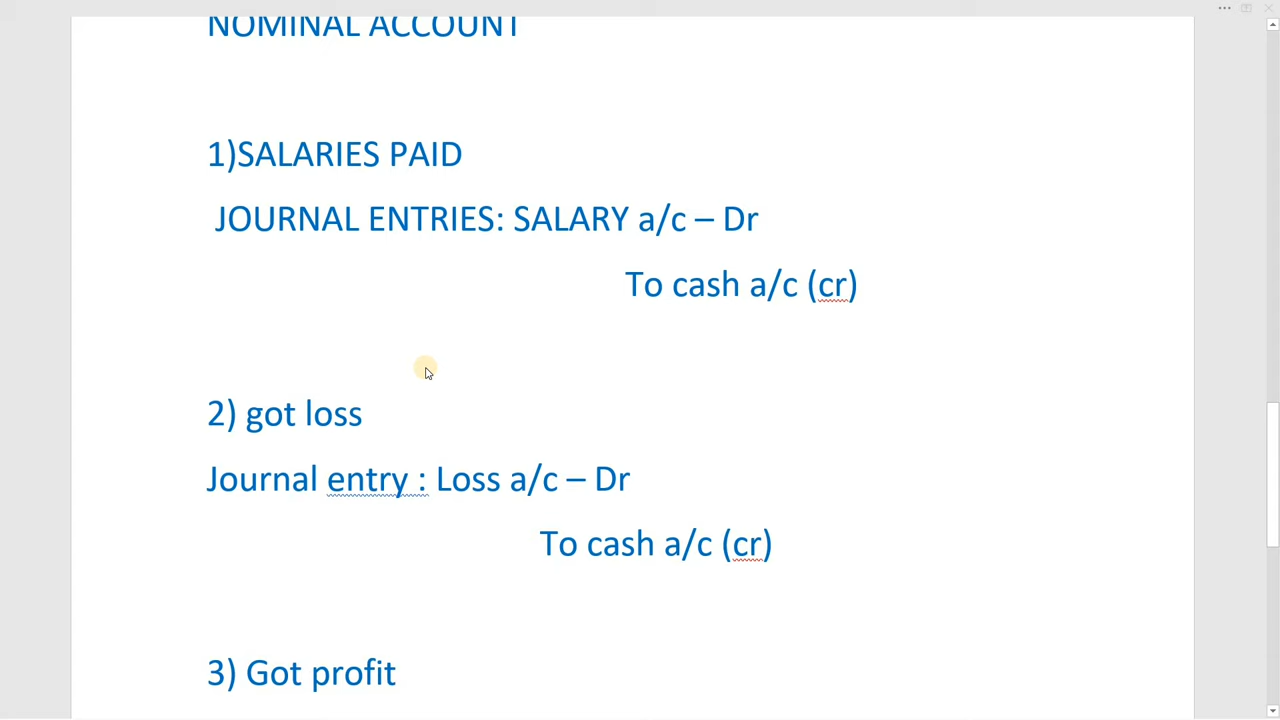 NOMINAL ACCOUNT
1)SALARIES PAID
JOURNAL ENTRIES: SALARY a/c – Dr
To cash a/c (cr)
2) got loss
Journal entry : Loss a/c – Dr
To cash a/c (cr)
3) Got profit